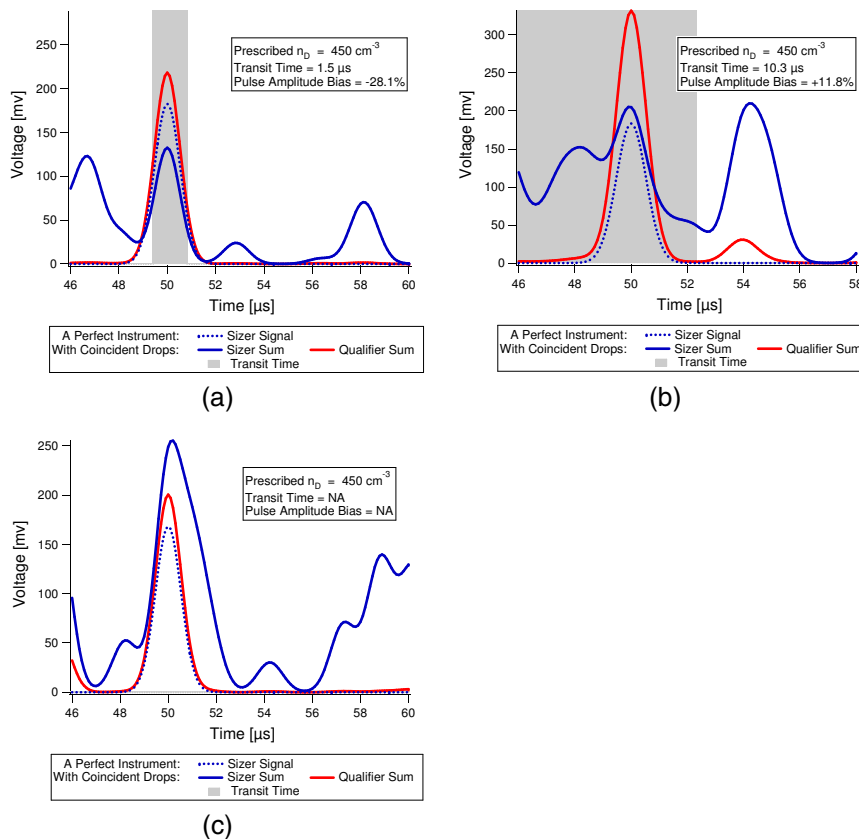 250
200
150
100
50
0
Voltage [mv]
46 48 50 52 54 56 58 60
Time [µs]
Prescribed n_D = 450 cm⁻³
Transit Time = 1.5 µs
Pulse Amplitude Bias = -28.1%
A Perfect Instrument: Sizer Signal
With Coincident Drops: Sizer Sum Qualifier Sum
Transit Time
(a)
300
250
200
150
100
50
0
Voltage [mv]
46 48 50 52 54 56 58
Time [µs]
Prescribed n_D = 450 cm⁻³
Transit Time = 10.3 µs
Pulse Amplitude Bias = +11.8%
A Perfect Instrument: Sizer Signal
With Coincident Drops: Sizer Sum Qualifier Sum
Transit Time
(b)
250
200
150
100
50
0
Voltage [mv]
46 48 50 52 54 56 58 60
Time [µs]
Prescribed n_D = 450 cm⁻³
Transit Time = NA
Pulse Amplitude Bias = NA
A Perfect Instrument: Sizer Signal
With Coincident Drops: Sizer Sum Qualifier Sum
Transit Time
(c)